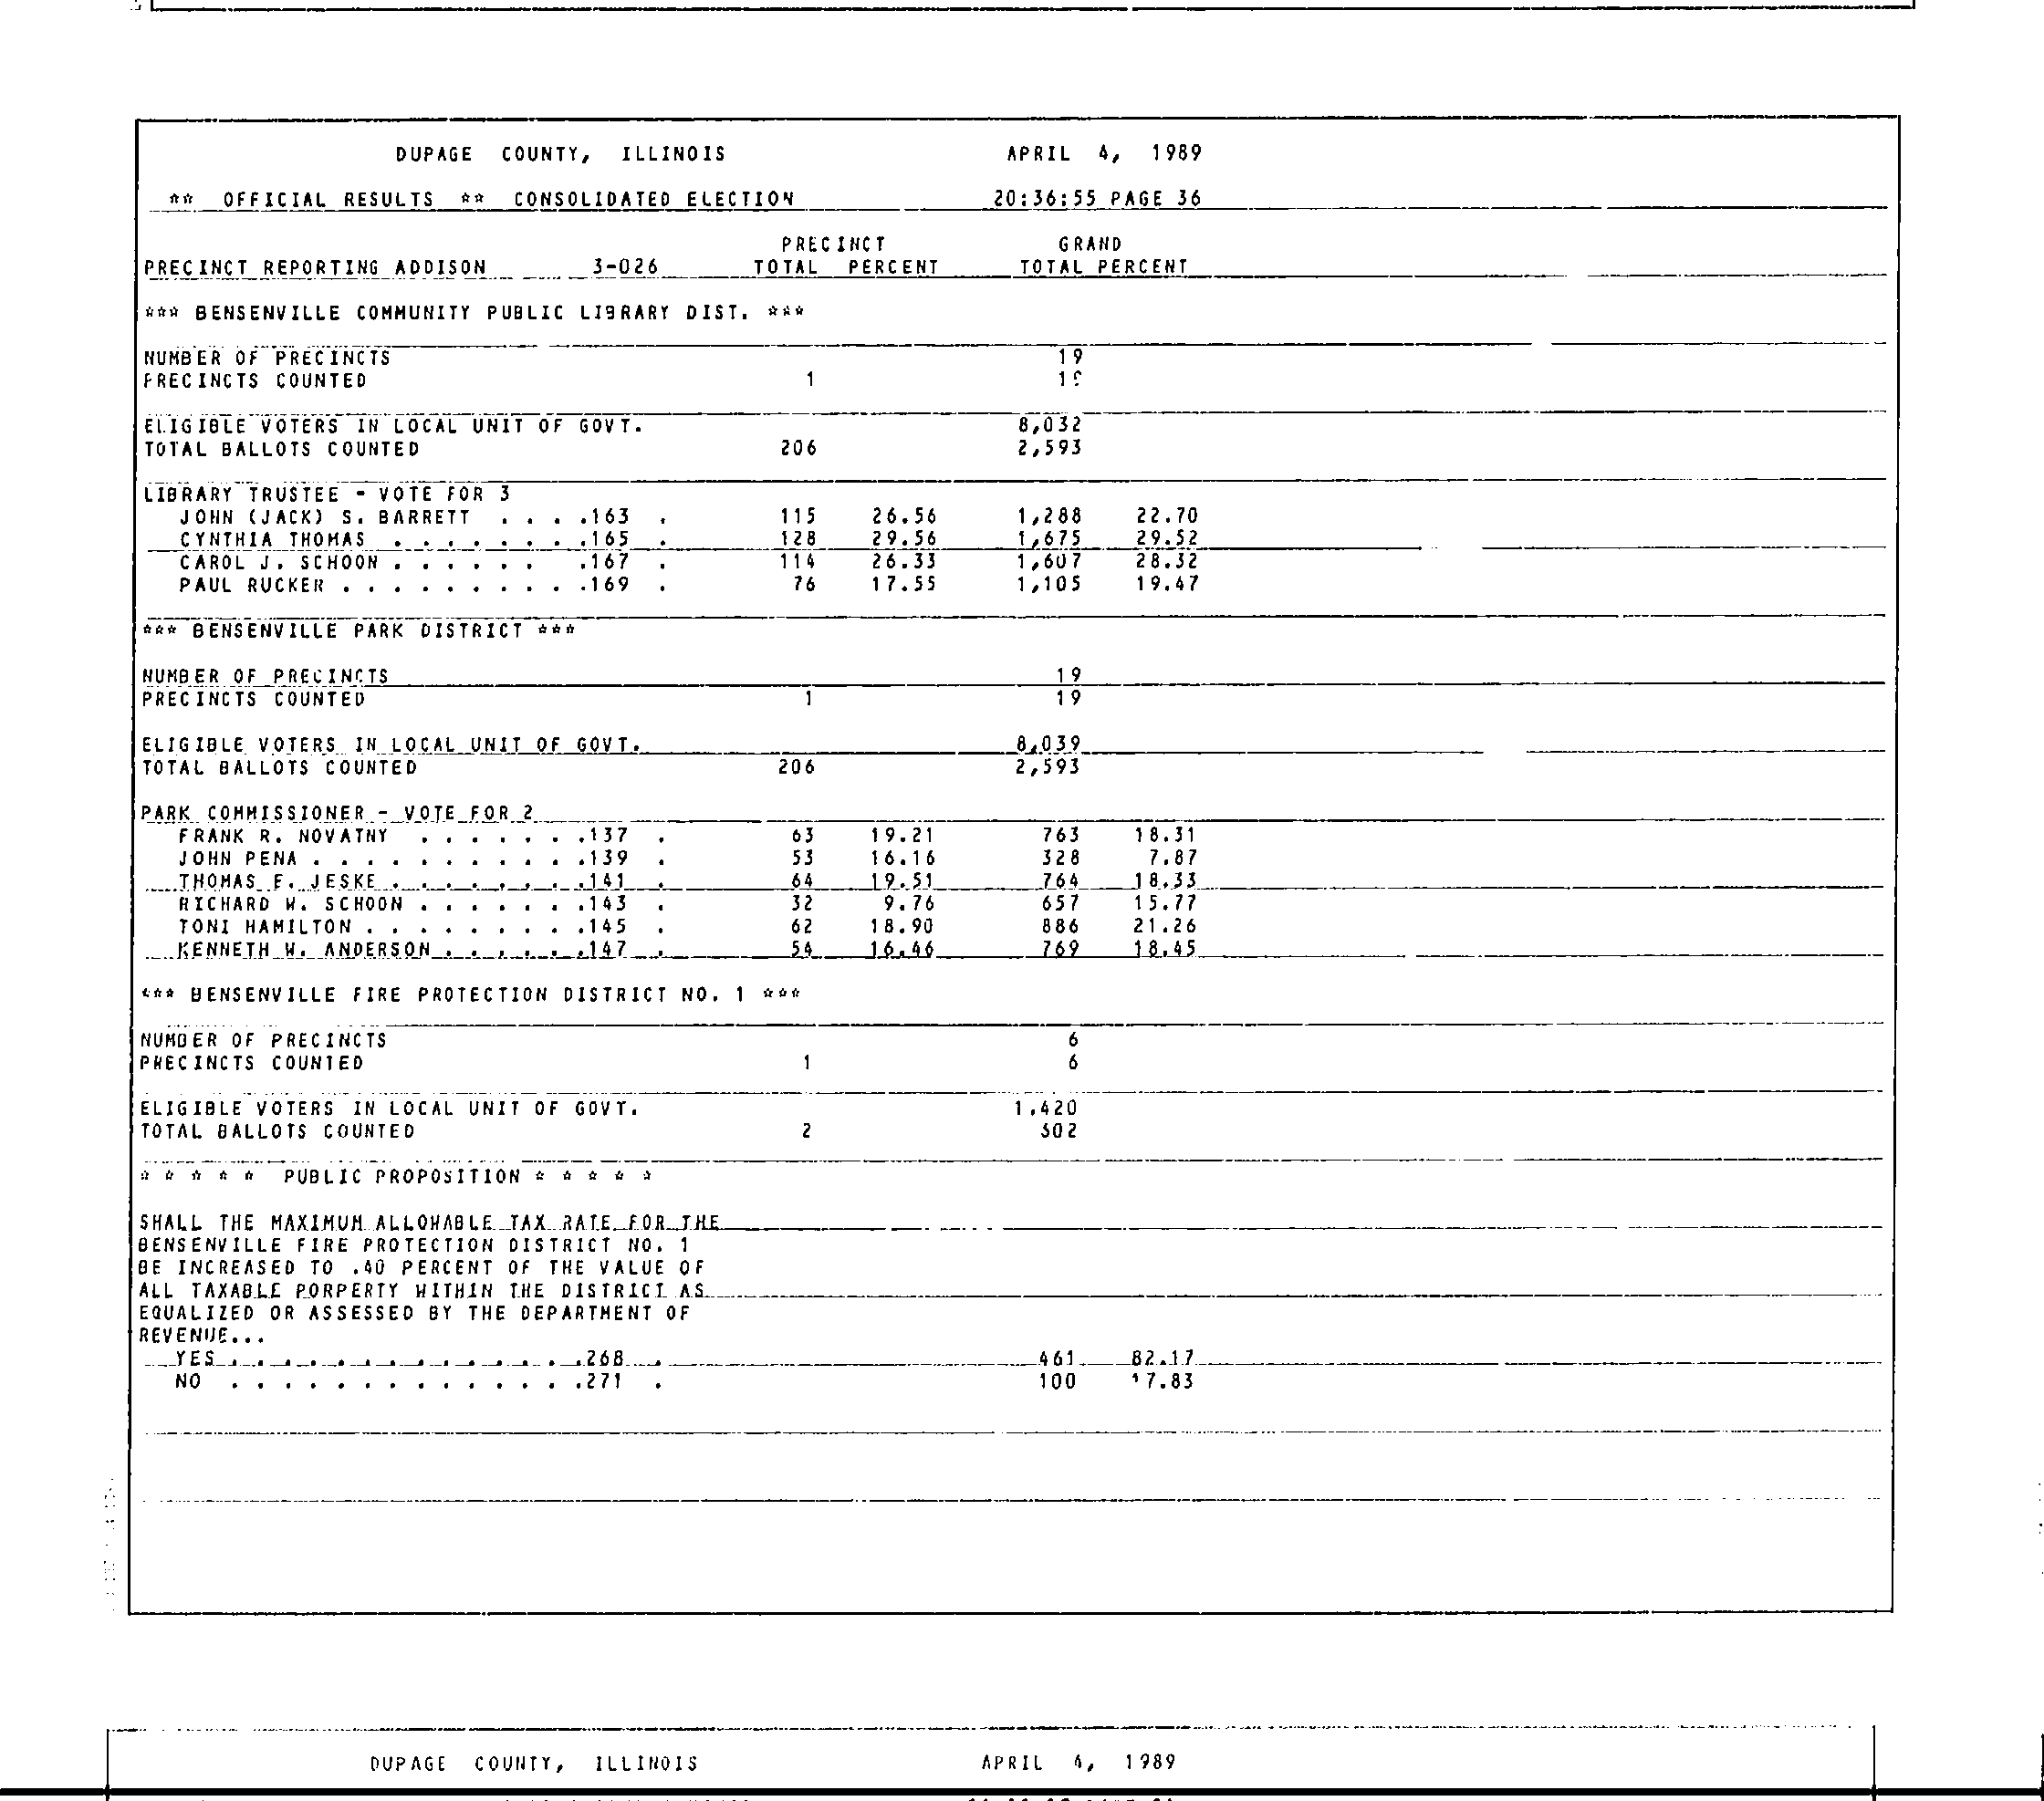 DUPAGE COUNTY, ILLINOIS APRIL 4, 1989
** OFFICIAL RESULTS ** CONSOLIDATED ELECTION 20:36:55 PAGE 36
PRECINCT GRAND
PRECINCT REPORTING ADDISON 3-026 TOTAL PERCENT TOTAL PERCENT
*** BENSENVILLE COMMUNITY PUBLIC LIBRARY DIST. ***
NUMBER OF PRECINCTS 19
PRECINCTS COUNTED 1 19
ELIGIBLE VOTERS IN LOCAL UNIT OF GOVT. 8,032
TOTAL BALLOTS COUNTED 206 2,593
LIBRARY TRUSTEE - VOTE FOR 3
JOHN (JACK) S. BARRETT . . . .163 . 115 26.56 1,288 22.70
CYNTHIA THOMAS . . . . . . . .165 . 128 29.56 1,675 29.52
CAROL J. SCHOON . . . . . . .167 . 114 26.33 1,607 28.32
PAUL RUCKER . . . . . . . . . .169 . 76 17.55 1,105 19.47
*** BENSENVILLE PARK DISTRICT ***
NUMBER OF PRECINCTS 19
PRECINCTS COUNTED 1 19
ELIGIBLE VOTERS IN LOCAL UNIT OF GOVT. 8,039
TOTAL BALLOTS COUNTED 206 2,593
PARK COMMISSIONER - VOTE FOR 2
FRANK R. NOVATNY . . . . . . .137 . 63 19.21 763 18.31
JOHN PENA . . . . . . . . . . .139 . 53 16.16 328 7.87
THOMAS F. JESKE . . . . . . . .141 . 64 19.51 764 18.33
RICHARD W. SCHOON . . . . . . .143 . 32 9.76 657 15.77
TONI HAMILTON . . . . . . . . .145 . 62 18.90 886 21.26
KENNETH W. ANDERSON . . . . . .147 . 54 16.46 769 18.45
*** BENSENVILLE FIRE PROTECTION DISTRICT NO. 1 ***
NUMBER OF PRECINCTS 6
PRECINCTS COUNTED 1 6
ELIGIBLE VOTERS IN LOCAL UNIT OF GOVT. 1,420
TOTAL BALLOTS COUNTED 2
* * * * * PUBLIC PROPOSITION * * * * *
SHALL THE MAXIMUM ALLOWABLE TAX RATE FOR THE
BENSENVILLE FIRE PROTECTION DISTRICT NO. 1
BE INCREASED TO .40 PERCENT OF THE VALUE OF
ALL TAXABLE PORPERTY WITHIN THE DISTRICT AS
EQUALIZED OR ASSESSED BY THE DEPARTMENT OF
REVENUE...
YES . . . . . . . . . . . . . .268 . 461 82.17
NO . . . . . . . . . . . . . .271 . 100 17.83
DUPAGE COUNTY, ILLINOIS APRIL 4, 1989